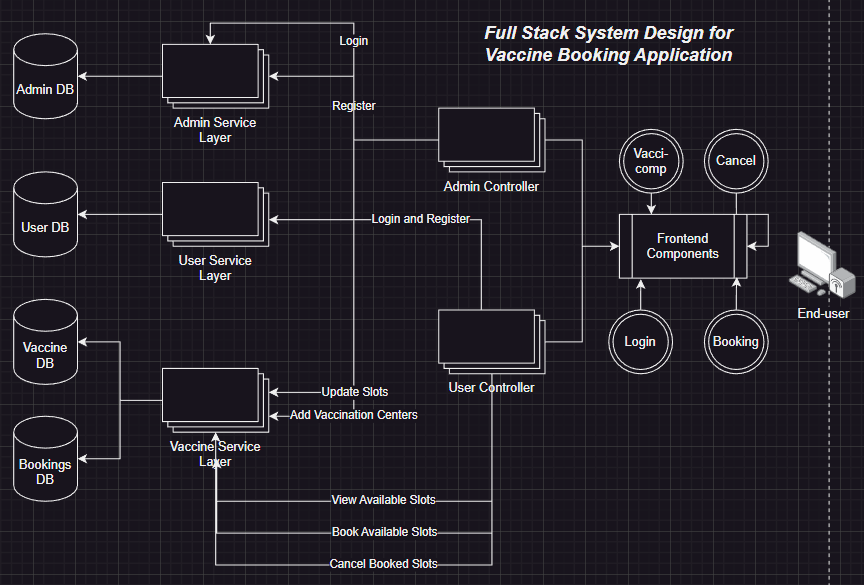 Full Stack System Design for
Vaccine Booking Application
Login
Admin DB
Register
Admin Service
Layer
Vacci-
comp
Cancel
Admin Controller
User DB
Login and Register
Frontend
Components
User Service
Layer
End-user
Vaccine
DB
Login
Booking
User Controller
Update Slots
Add Vaccination Centers
Vaccine Service
Layer
Bookings
DB
View Available Slots
Book Available Slots
Cancel Booked Slots